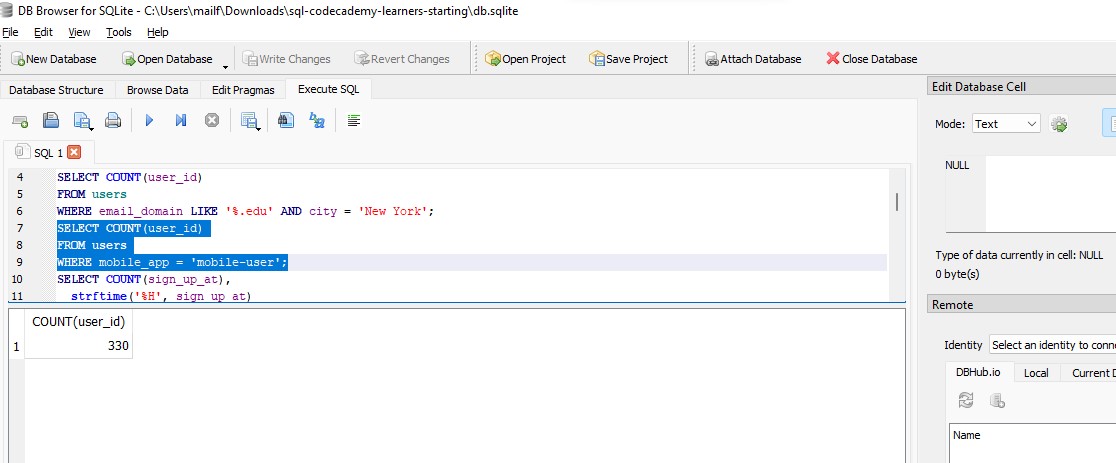 DB Browser for SQLite - C:\Users\mailf\Downloads\sql-codecademy-learners-starting\db.sqlite
File Edit View Tools Help
New Database Open Database Write Changes Revert Changes Open Project Save Project Attach Database Close Database
Database Structure Browse Data Edit Pragmas Execute SQL
SQL 1
4 SELECT COUNT(user_id)
5 FROM users
6 WHERE email_domain LIKE '%.edu' AND city = 'New York';
7 SELECT COUNT(user_id)
8 FROM users
9 WHERE mobile_app = 'mobile-user';
10 SELECT COUNT(sign_up_at),
11 strftime('%H', sign_up_at)
COUNT(user_id)
1 330
Edit Database Cell
Mode: Text
NULL
Type of data currently in cell: NULL
0 byte(s)
Remote
Identity Select an identity to conn
DBHub.io Local Current D
Name